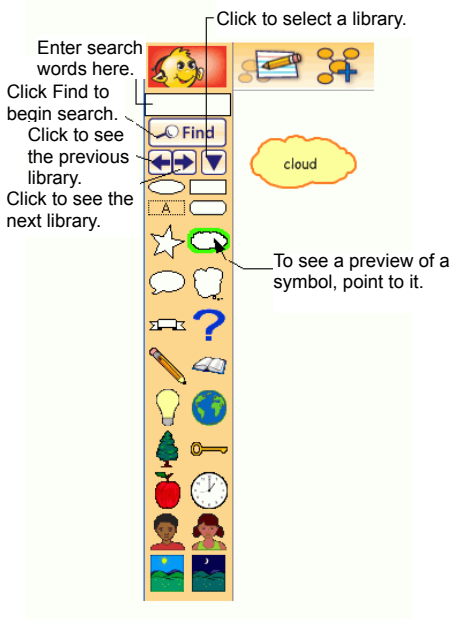 Click to select a library.
Enter search
words here.
Click Find to
begin search.
Find
Click to see
the previous
library.
Click to see the
next library.
A
cloud
To see a preview of a
symbol, point to it.
?